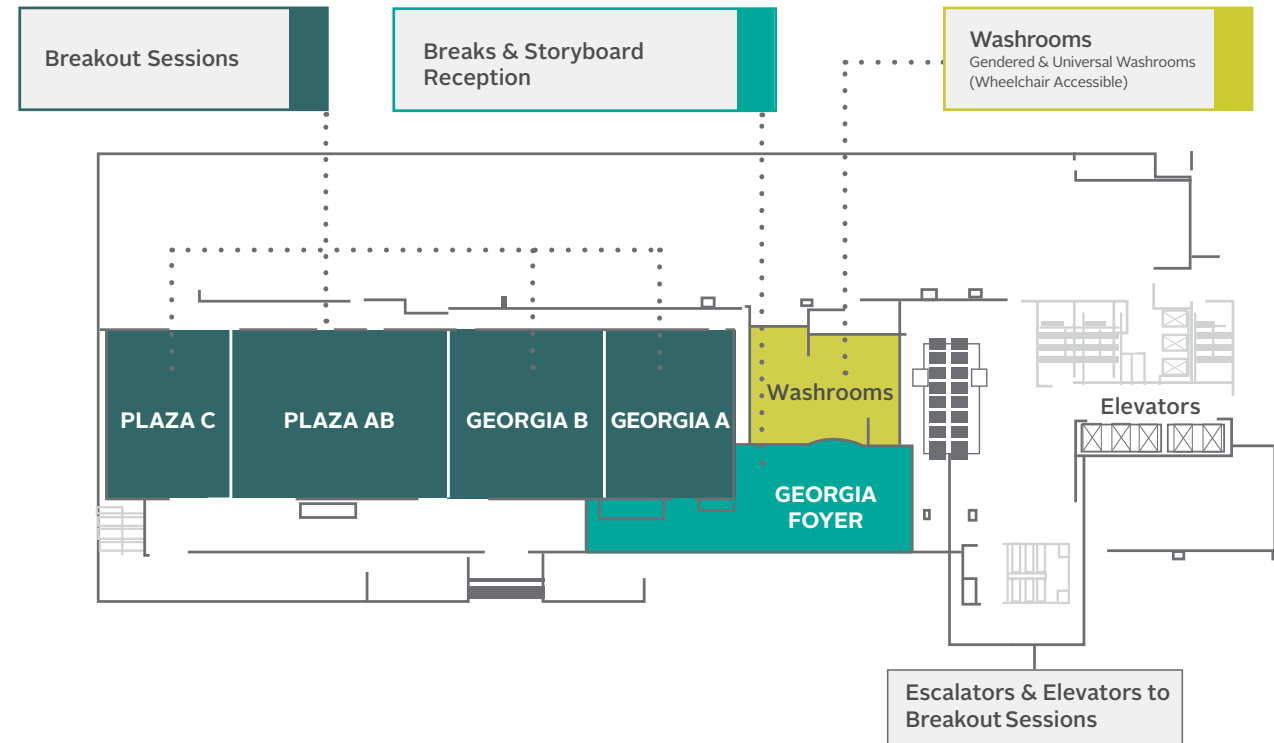 Breakout Sessions
Breaks & Storyboard
Reception
Washrooms
Gendered & Universal Washrooms
(Wheelchair Accessible)
PLAZA C
PLAZA AB
GEORGIA B
GEORGIA A
Washrooms
Elevators
GEORGIA
FOYER
Escalators & Elevators to
Breakout Sessions